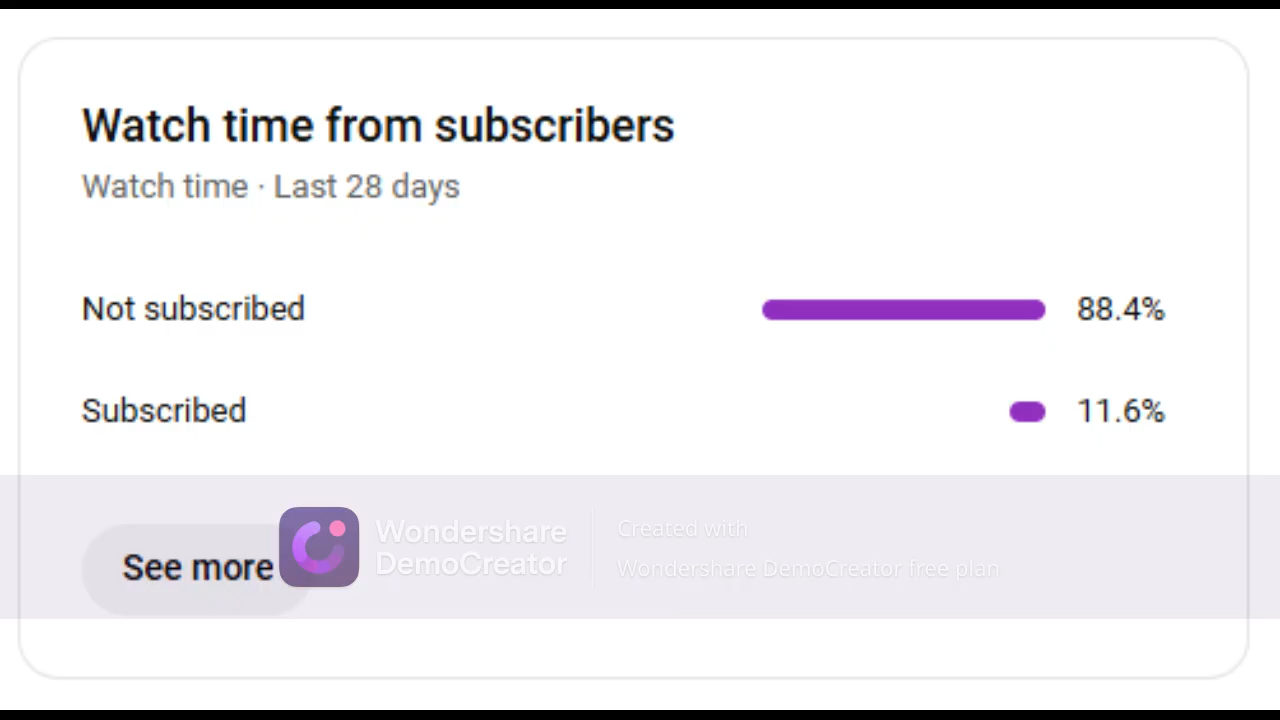 Watch time from subscribers
Watch time · Last 28 days
Not subscribed 88.4%
Subscribed 11.6%
See more
Wondershare
DemoCreator
Created with
Wondershare DemoCreator free plan